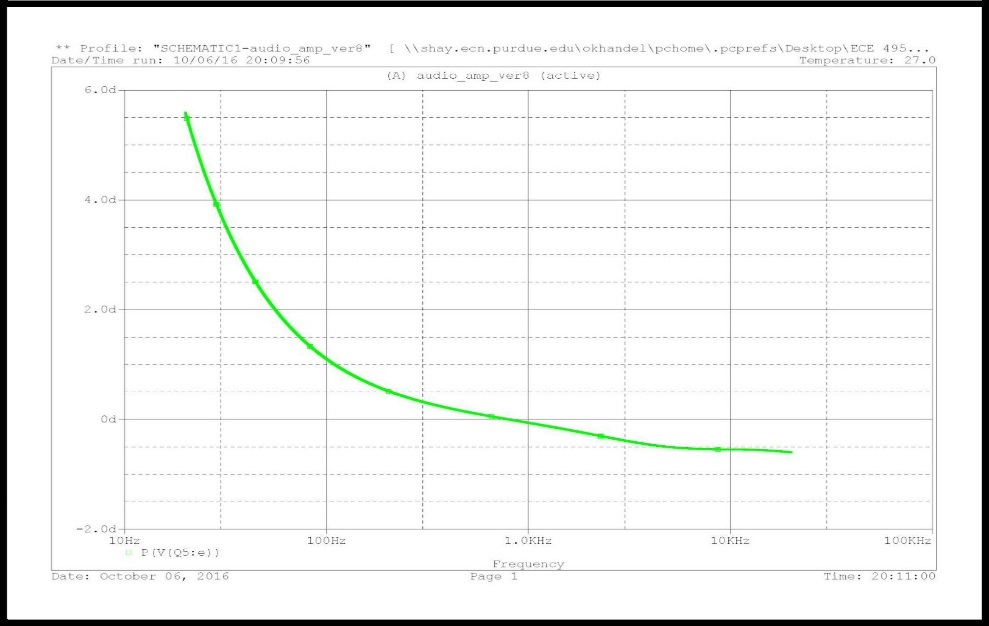 ** Profile: "SCHEMATIC1-audio_amp_ver8"  [ \\shay.ecn.purdue.edu\okhandel\pchome\.pcprefs\Desktop\ECE 495...
Date/Time run: 10/06/16 20:09:56 Temperature: 27.0
(A) audio_amp_ver8 (active)
6.0d
4.0d
2.0d
0d
-2.0d
10Hz 100Hz 1.0KHz 10KHz 100KHz
P(V(Q5:e))
Frequency
Date: October 06, 2016 Page 1 Time: 20:11:00